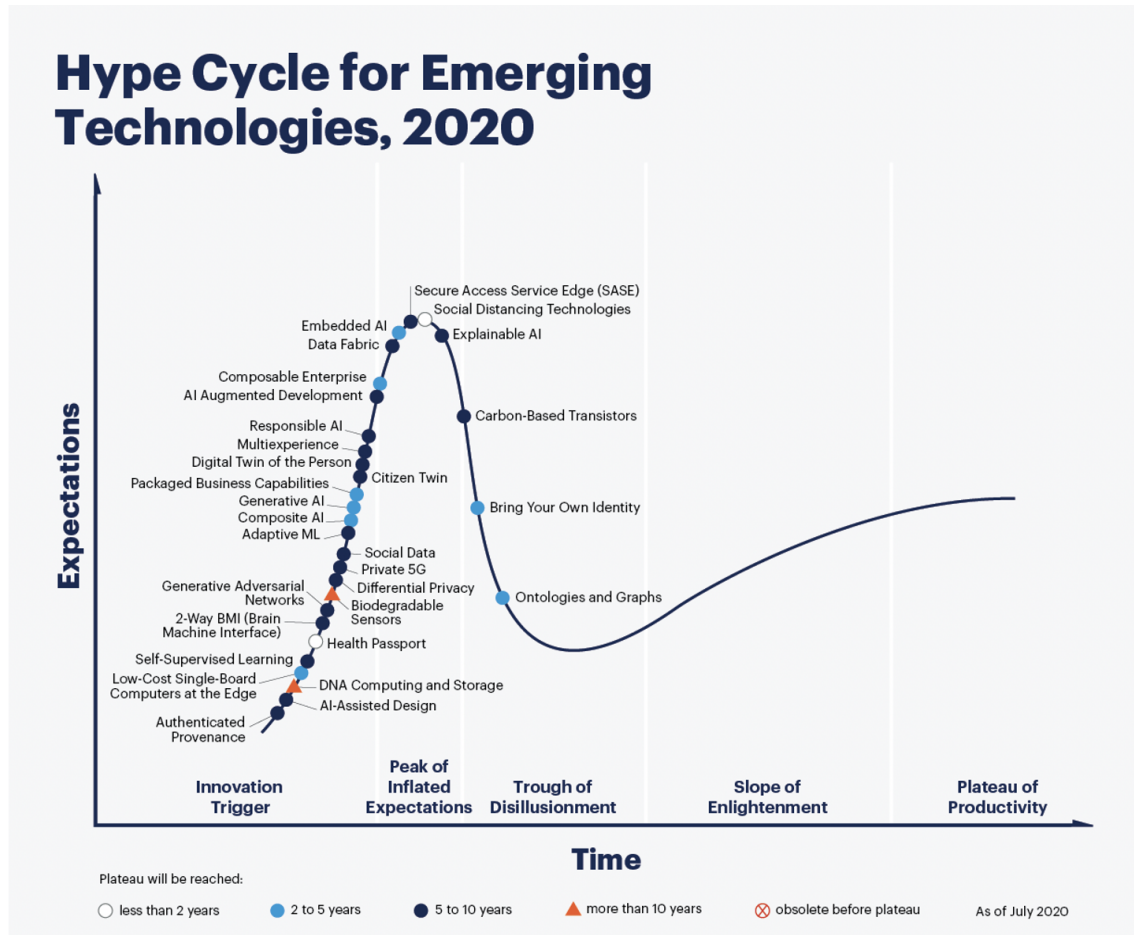 Hype Cycle for Emerging
Technologies, 2020
Expectations
Secure Access Service Edge (SASE)
Social Distancing Technologies
Embedded AI
Explainable AI
Data Fabric
Composable Enterprise
AI Augmented Development
Carbon-Based Transistors
Responsible AI
Multiexperience
Digital Twin of the Person
Citizen Twin
Packaged Business Capabilities
Generative AI
Bring Your Own Identity
Composite AI
Adaptive ML
Social Data
Private 5G
Differential Privacy
Generative Adversarial
Networks
Biodegradable
Sensors
Ontologies and Graphs
2-Way BMI (Brain
Machine Interface)
Health Passport
Self-Supervised Learning
Low-Cost Single-Board
Computers at the Edge
DNA Computing and Storage
AI-Assisted Design
Authenticated
Provenance
Innovation
Trigger
Peak of
Inflated
Expectations
Trough of
Disillusionment
Slope of
Enlightenment
Plateau of
Productivity
Time
Plateau will be reached:
less than 2 years
2 to 5 years
5 to 10 years
more than 10 years
obsolete before plateau
As of July 2020